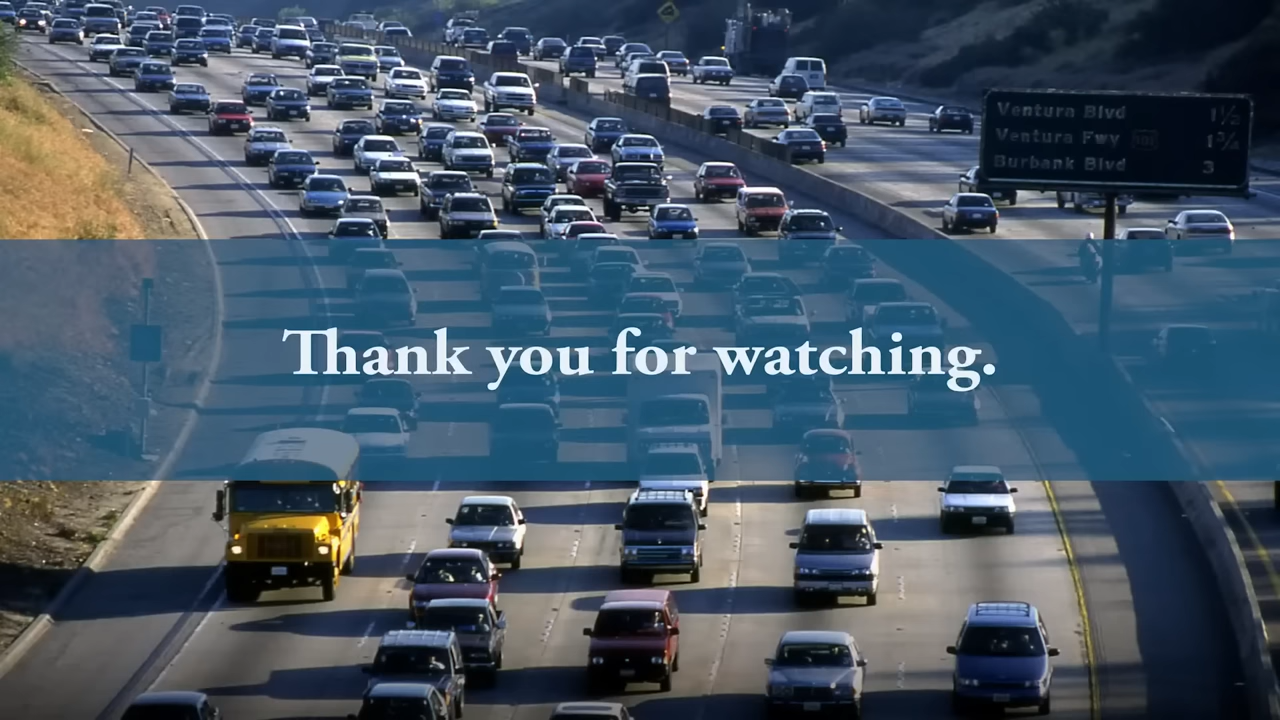 Ventura Blvd 1½
Ventura Fwy 101 1¾
Burbank Blvd 3
Thank you for watching.